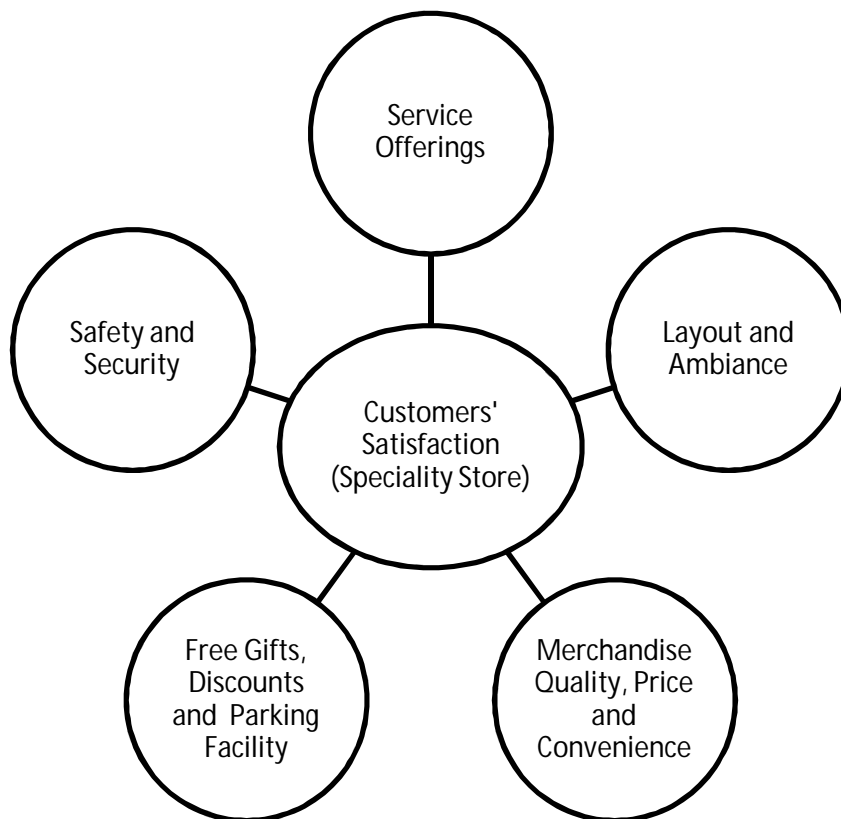 Service
Offerings
Safety and
Security
Layout and
Ambiance
Customers'
Satisfaction
(Speciality Store)
Free Gifts,
Discounts
and Parking
Facility
Merchandise
Quality, Price
and
Convenience